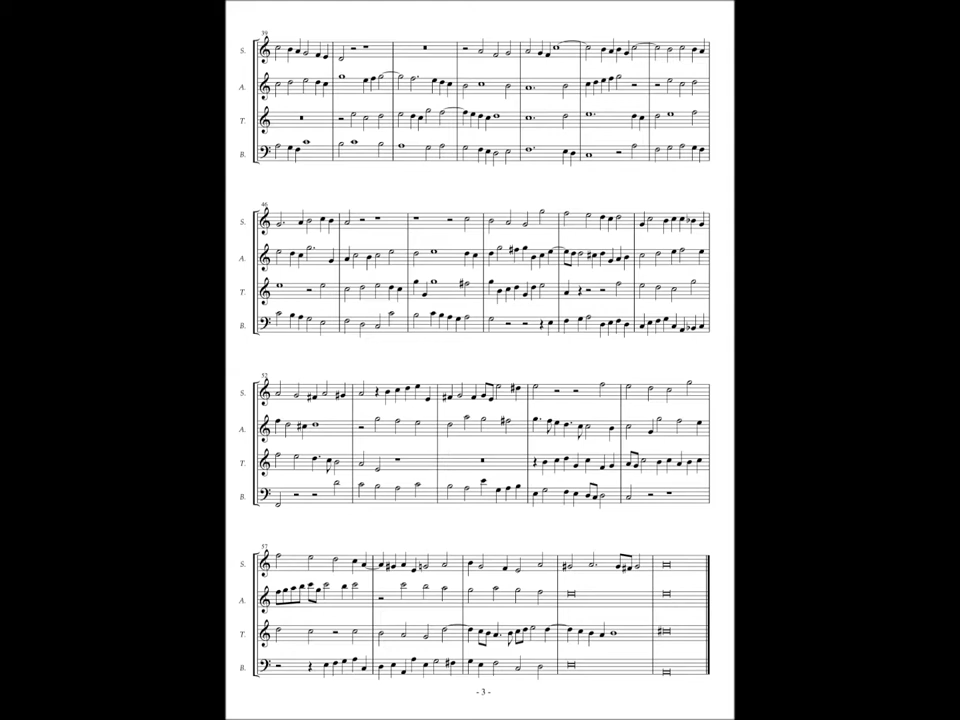 39
S.
A.
T.
B.
46
S.
A.
T.
B.
52
S.
A.
T.
B.
57
S.
A.
T.
B.
- 3 -